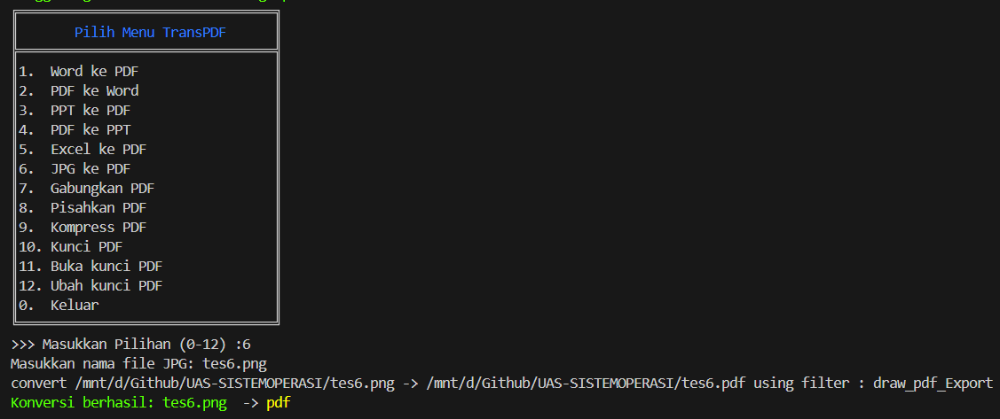 Pilih Menu TransPDF
1. Word ke PDF
2. PDF ke Word
3. PPT ke PDF
4. PDF ke PPT
5. Excel ke PDF
6. JPG ke PDF
7. Gabungkan PDF
8. Pisahkan PDF
9. Kompress PDF
10. Kunci PDF
11. Buka kunci PDF
12. Ubah kunci PDF
0. Keluar
>>> Masukkan Pilihan (0-12) :6
Masukkan nama file JPG: tes6.png
convert /mnt/d/Github/UAS-SISTEMOPERASI/tes6.png -> /mnt/d/Github/UAS-SISTEMOPERASI/tes6.pdf using filter : draw_pdf_Export
Konversi berhasil: tes6.png -> pdf